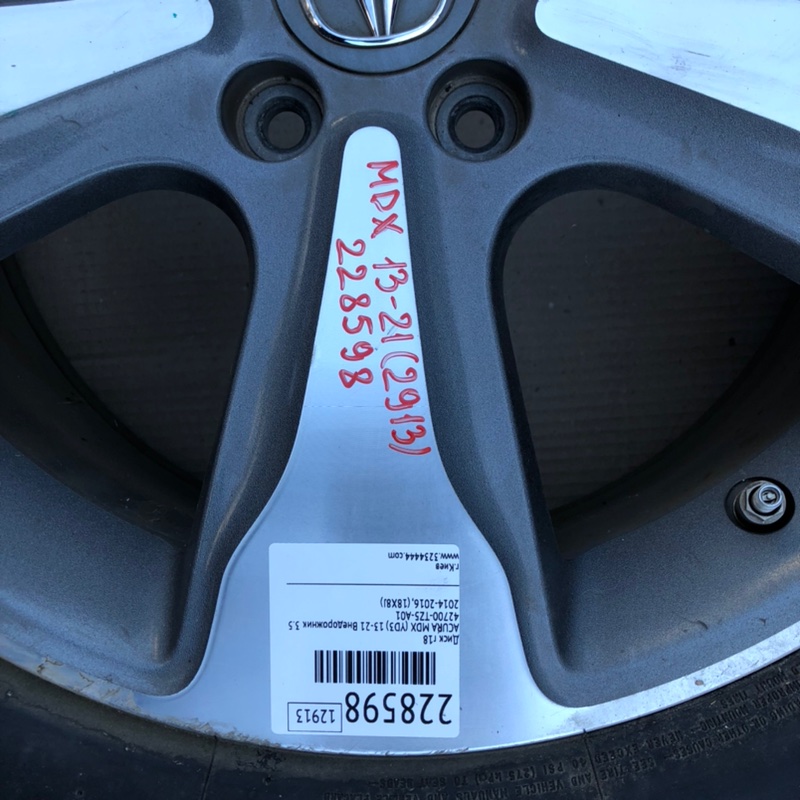 MDX 13-21 (2913)
228598
228598 12913
Диск r18
ACURA MDX (YD3) 13-21 Внедорожник 3.5
42700-TZ5-A01
2014-2016, (18X8J)
г.Киев
www.3234444.com